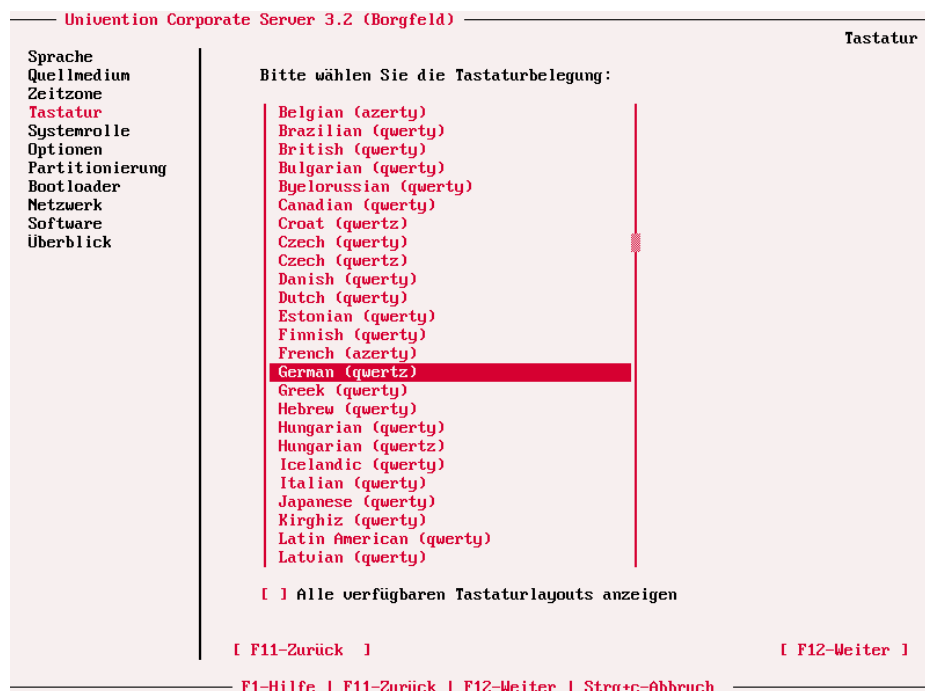 Univention Corporate Server 3.2 (Borgfeld)
Tastatur
Sprache
Quellmedium
Zeitzone
Tastatur
Systemrolle
Optionen
Partitionierung
Bootloader
Netzwerk
Software
Überblick
Bitte wählen Sie die Tastaturbelegung:
Belgian (azerty)
Brazilian (qwerty)
British (qwerty)
Bulgarian (qwerty)
Byelorussian (qwerty)
Canadian (qwerty)
Croat (qwertz)
Czech (qwerty)
Czech (qwertz)
Danish (qwerty)
Dutch (qwerty)
Estonian (qwerty)
Finnish (qwerty)
French (azerty)
German (qwertz)
Greek (qwerty)
Hebrew (qwerty)
Hungarian (qwerty)
Hungarian (qwertz)
Icelandic (qwerty)
Italian (qwerty)
Japanese (qwerty)
Kirghiz (qwerty)
Latin American (qwerty)
Latvian (qwerty)
[ ] Alle verfügbaren Tastaturlayouts anzeigen
[ F11-Zurück ]
[ F12-Weiter ]
F1-Hilfe | F11-Zurück | F12-Weiter | Strg+c-Abbruch